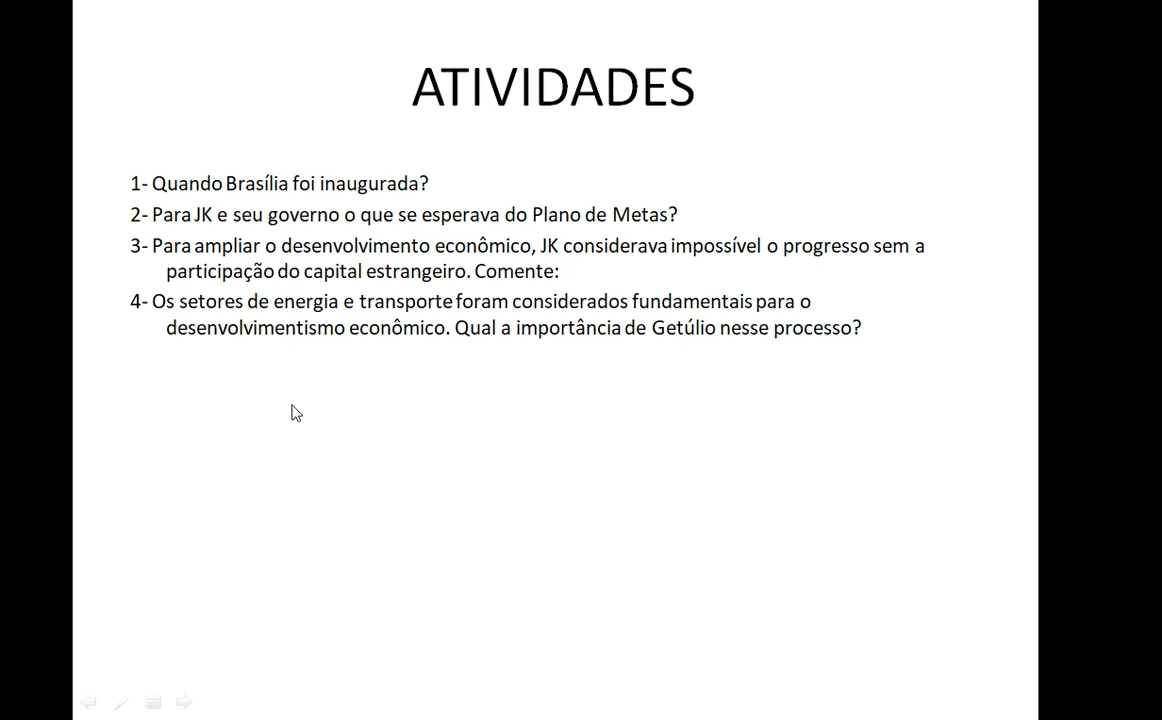 ATIVIDADES
1- Quando Brasília foi inaugurada?
2- Para JK e seu governo o que se esperava do Plano de Metas?
3- Para ampliar o desenvolvimento econômico, JK considerava impossível o progresso sem a
participação do capital estrangeiro. Comente:
4- Os setores de energia e transporte foram considerados fundamentais para o
desenvolvimentismo econômico. Qual a importância de Getúlio nesse processo?